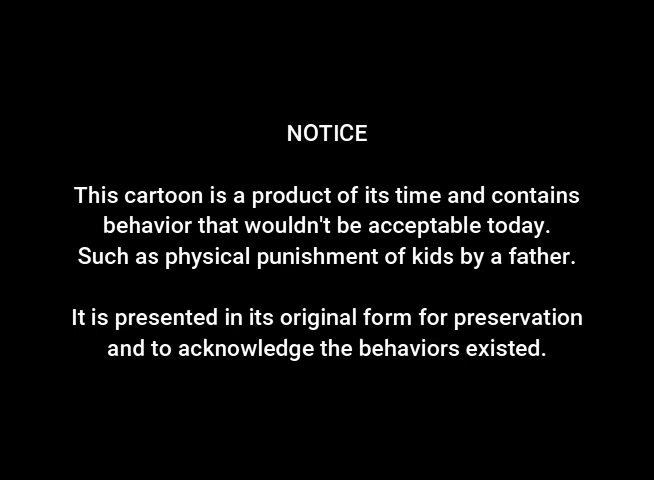 NOTICE
This cartoon is a product of its time and contains
behavior that wouldn't be acceptable today.
Such as physical punishment of kids by a father.
It is presented in its original form for preservation
and to acknowledge the behaviors existed.